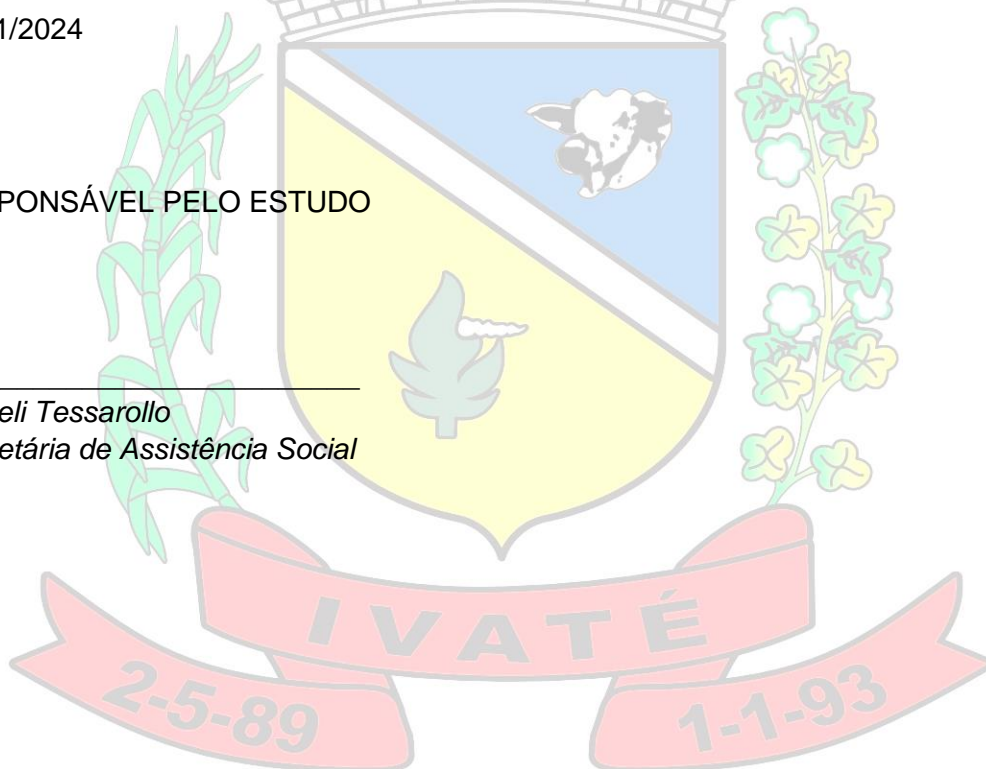 1/2024
PONSÁVEL PELO ESTUDO
eli Tessarollo
etária de Assistência Social
IVATÉ
2-5-89
1-1-93